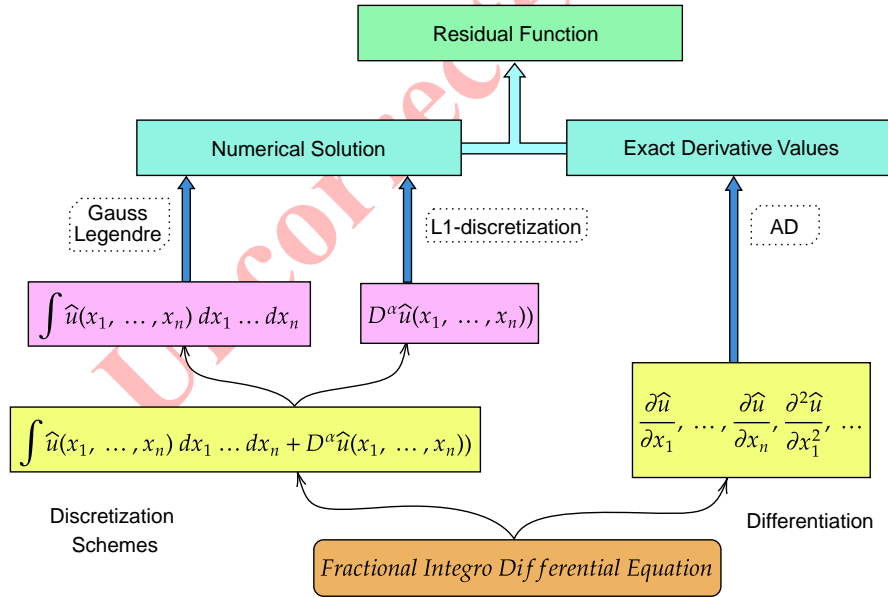 Residual Function
Numerical Solution
Exact Derivative Values
Gauss
Legendre
L1-discretization
AD
∫ û(x₁, … , xₙ) dx₁ … dxₙ
D^α û(x₁, … , xₙ))
∫ û(x₁, … , xₙ) dx₁ … dxₙ + D^α û(x₁, … , xₙ))
∂û/∂x₁, … , ∂û/∂xₙ, ∂²û/∂x₁², …
Discretization
Schemes
Differentiation
Fractional Integro Differential Equation